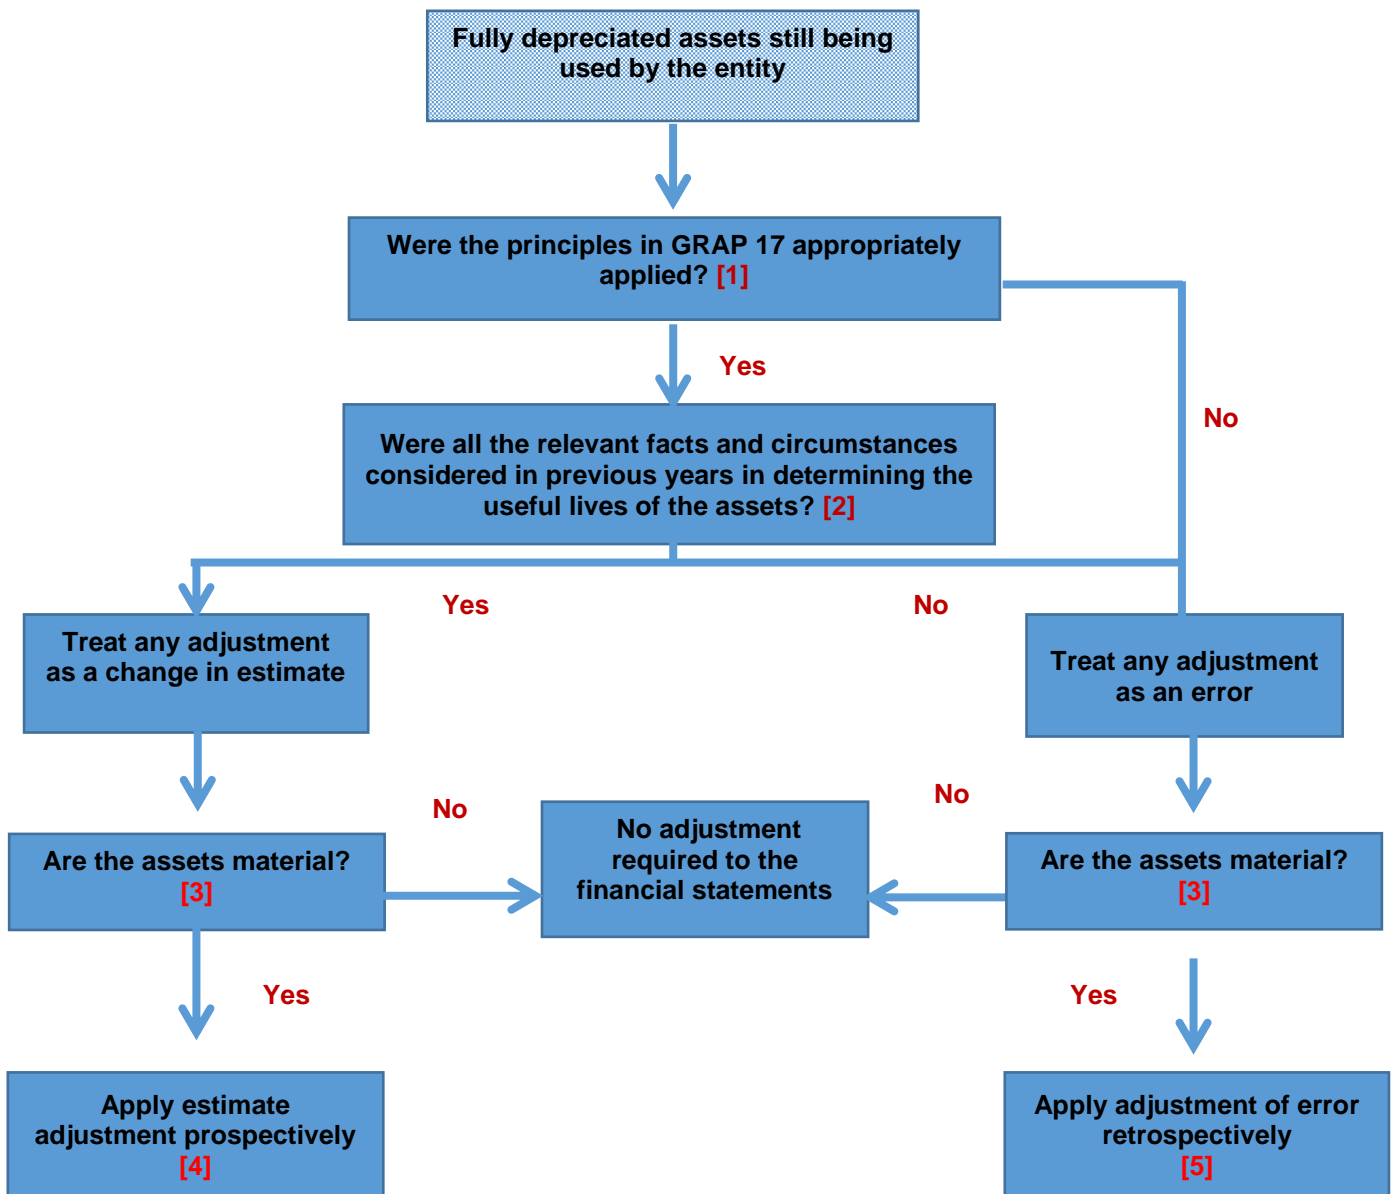 Fully depreciated assets still being
used by the entity
Were the principles in GRAP 17 appropriately
applied? [1]
Yes
No
Were all the relevant facts and circumstances
considered in previous years in determining the
useful lives of the assets? [2]
Yes
No
Treat any adjustment
as a change in estimate
Treat any adjustment
as an error
No
No
Are the assets material?
[3]
No adjustment
required to the
financial statements
Are the assets material?
[3]
Yes
Yes
Apply estimate
adjustment prospectively
[4]
Apply adjustment of error
retrospectively
[5]